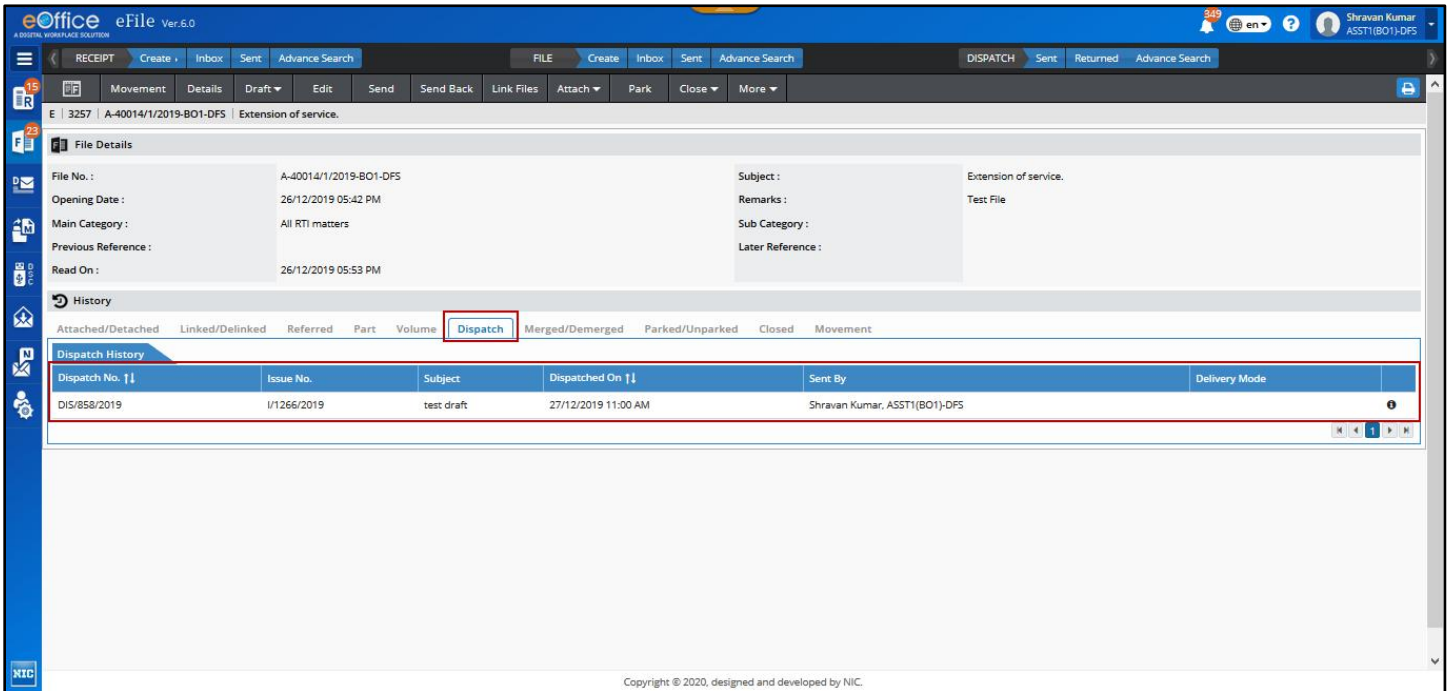 eOffice eFile Ver.6.0
A DIGITAL WORKPLACE SOLUTION
349
en
?
Shravan Kumar
ASST1(BO1)-DFS
RECEIPT Create Inbox Sent Advance Search FILE Create Inbox Sent Advance Search DISPATCH Sent Returned Advance Search
15
R
Movement Details Draft Edit Send Send Back Link Files Attach Park Close More
E | 3257 | A-40014/1/2019-BO1-DFS | Extension of service.
23
F
File Details
File No. : A-40014/1/2019-BO1-DFS Subject : Extension of service.
Opening Date : 26/12/2019 05:42 PM Remarks : Test File
Main Category : All RTI matters Sub Category :
Previous Reference : Later Reference :
Read On : 26/12/2019 05:53 PM
D
M
DSC
N
History
Attached/Detached Linked/Delinked Referred Part Volume Dispatch Merged/Demerged Parked/Unparked Closed Movement
Dispatch History
Dispatch No. Issue No. Subject Dispatched On Sent By Delivery Mode
DIS/858/2019 I/1266/2019 test draft 27/12/2019 11:00 AM Shravan Kumar, ASST1(BO1)-DFS
1
NIC
Copyright © 2020, designed and developed by NIC.